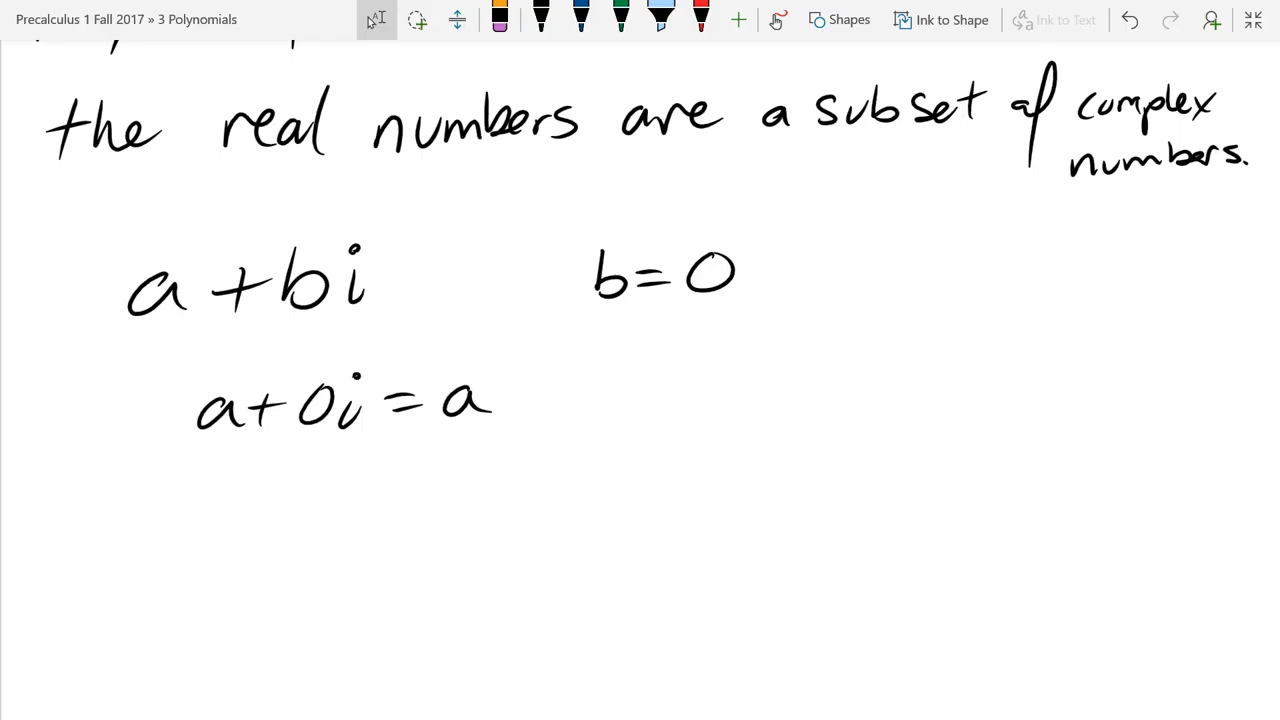 Precalculus 1 Fall 2017 » 3 Polynomials
Shapes
Ink to Shape
Ink to Text
the real numbers are a subset of complex
numbers.
a+bi b=0
a+0i=a